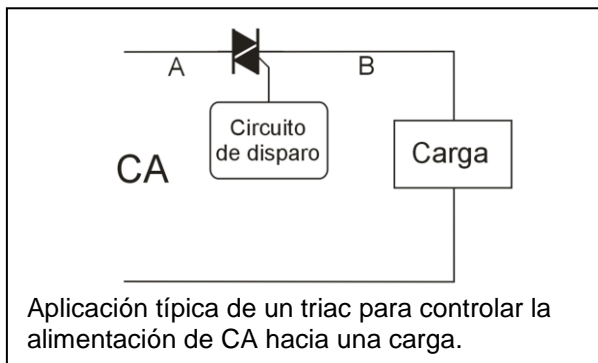 A
B
Circuito
de disparo
Carga
CA
Aplicación típica de un triac para controlar la
alimentación de CA hacia una carga.